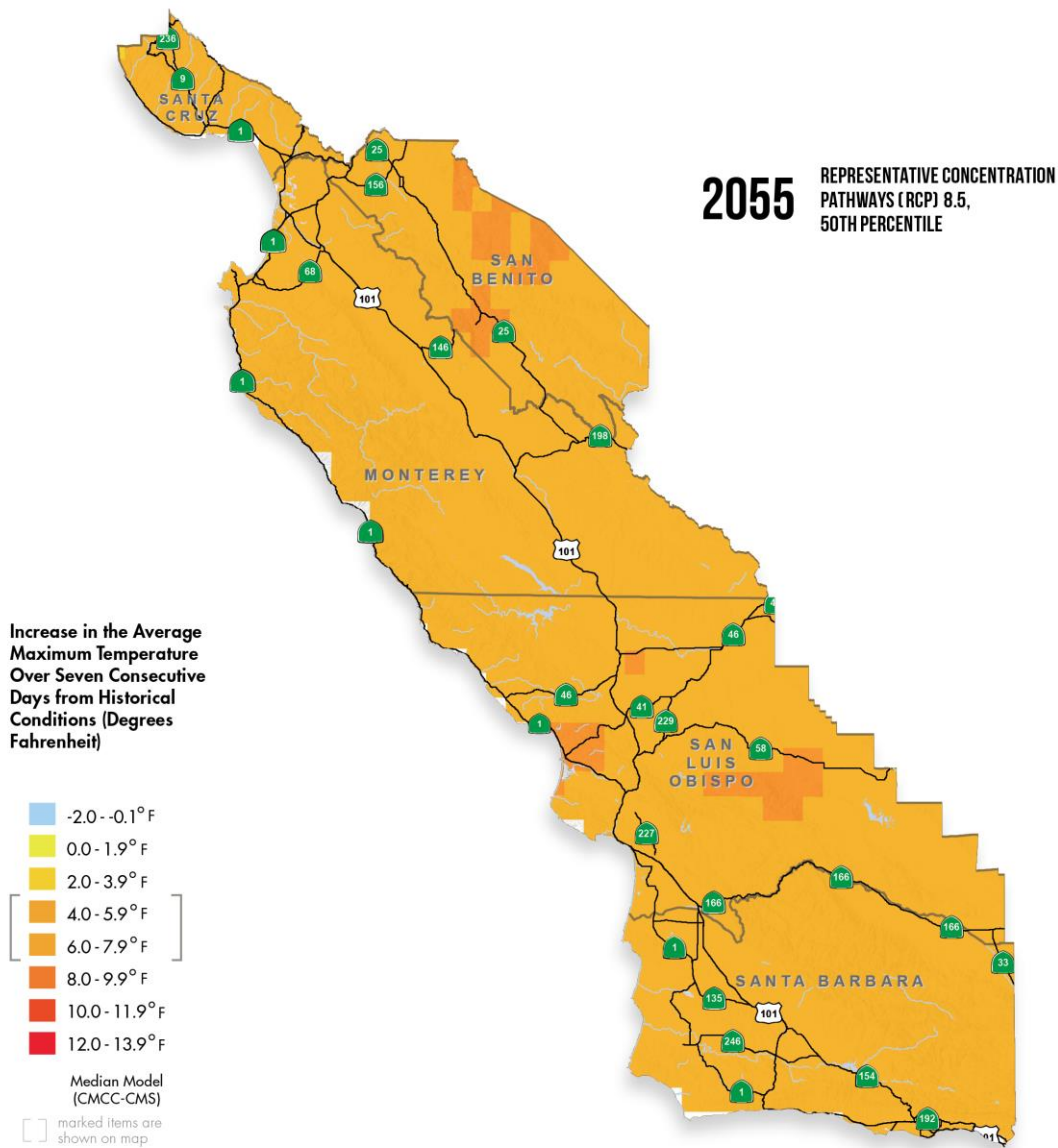 2055
REPRESENTATIVE CONCENTRATION
PATHWAYS (RCP) 8.5,
50TH PERCENTILE
236
9
SANTA
CRUZ
1
25
156
1
68
101
SAN
BENITO
146
25
1
198
MONTEREY
1
101
46
46
1
41
229
SAN
LUIS
OBISPO
58
227
166
166
166
1
33
SANTA BARBARA
135
101
246
154
1
192
101
Increase in the Average
Maximum Temperature
Over Seven Consecutive
Days from Historical
Conditions (Degrees
Fahrenheit)
-2.0 - -0.1° F
0.0 - 1.9° F
2.0 - 3.9° F
4.0 - 5.9° F
6.0 - 7.9° F
8.0 - 9.9° F
10.0 - 11.9° F
12.0 - 13.9° F
Median Model
(CMCC-CMS)
marked items are
shown on map